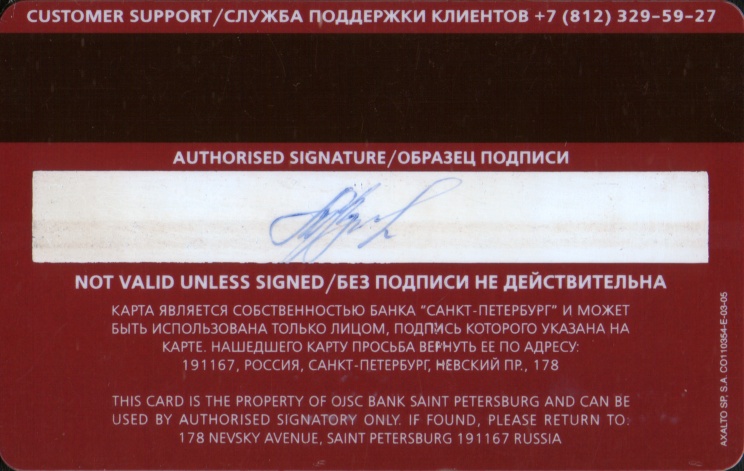 CUSTOMER SUPPORT/СЛУЖБА ПОДДЕРЖКИ КЛИЕНТОВ +7 (812) 329-59-27
AUTHORISED SIGNATURE/ОБРАЗЕЦ ПОДПИСИ
NOT VALID UNLESS SIGNED/БЕЗ ПОДПИСИ НЕ ДЕЙСТВИТЕЛЬНА
КАРТА ЯВЛЯЕТСЯ СОБСТВЕННОСТЬЮ БАНКА "САНКТ-ПЕТЕРБУРГ" И МОЖЕТ
БЫТЬ ИСПОЛЬЗОВАНА ТОЛЬКО ЛИЦОМ, ПОДПИСЬ КОТОРОГО УКАЗАНА НА
КАРТЕ. НАШЕДШЕГО КАРТУ ПРОСЬБА ВЕРНУТЬ ЕЕ ПО АДРЕСУ:
191167, РОССИЯ, САНКТ-ПЕТЕРБУРГ, НЕВСКИЙ ПР., 178
THIS CARD IS THE PROPERTY OF OJSC BANK SAINT PETERSBURG AND CAN BE
USED BY AUTHORISED SIGNATORY ONLY. IF FOUND, PLEASE RETURN TO:
178 NEVSKY AVENUE, SAINT PETERSBURG 191167 RUSSIA
AXALTO SP, S.A. CO110354-E-03-05